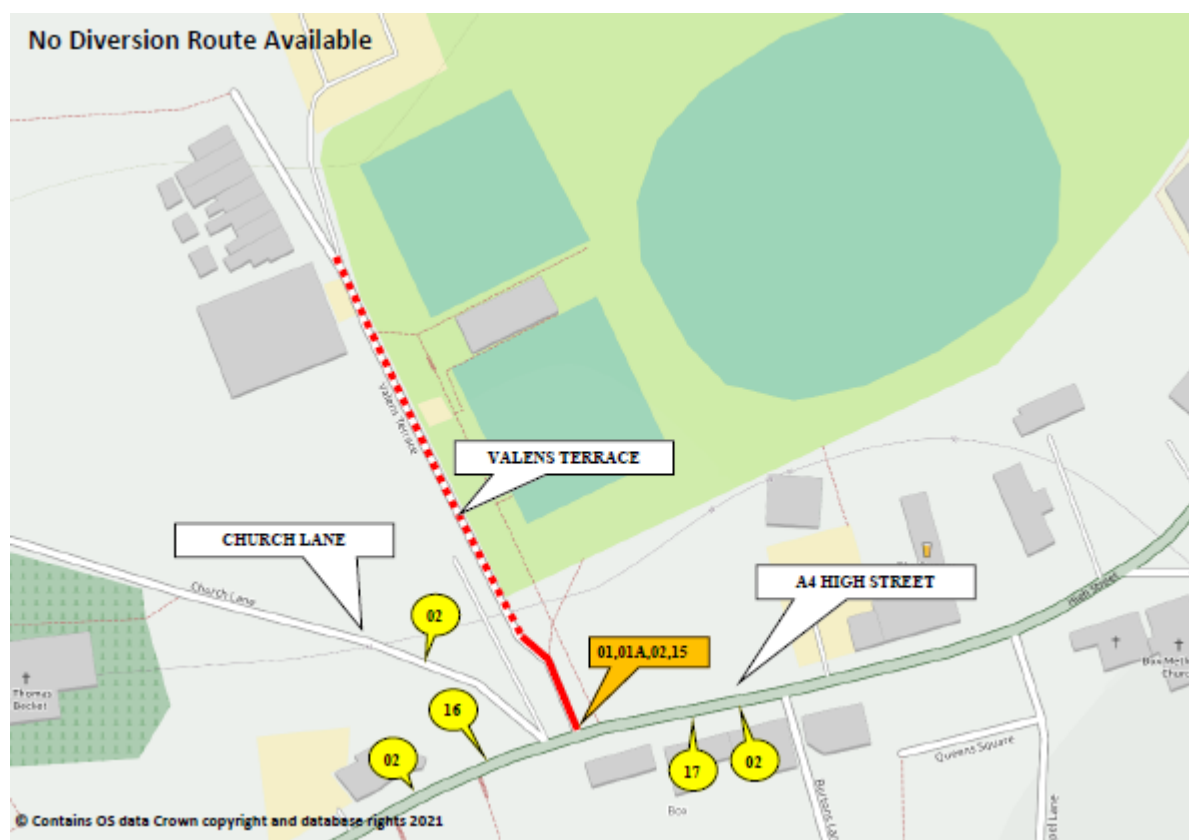 No Diversion Route Available
Valens Terrace
VALENS TERRACE
CHURCH LANE
A4 HIGH STREET
Church Lane
High Street
02
01,01A,02,15
Thomas
Becket
Church
16
02
17
02
Queens Square
Box
© Contains OS data Crown copyright and database rights 2021